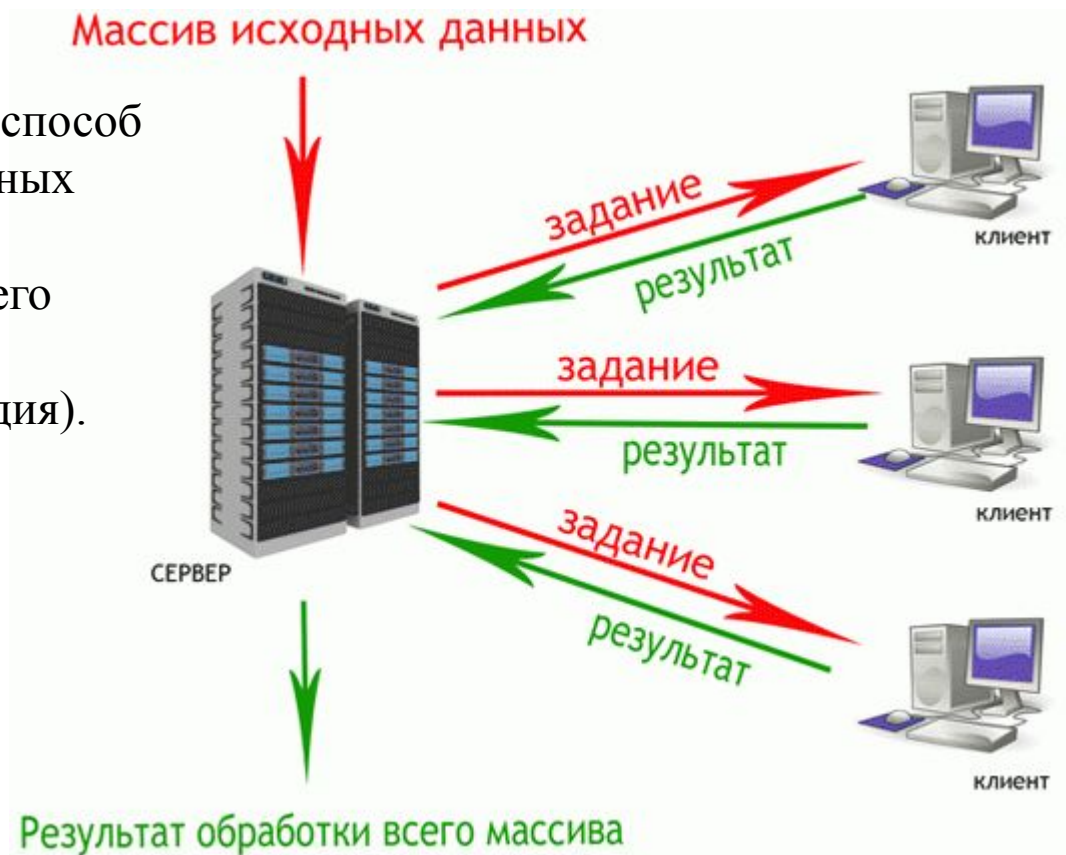 Массив исходных данных
способ
ных
его
ция).
задание
результат
клиент
задание
результат
клиент
задание
результат
клиент
СЕРВЕР
Результат обработки всего массива